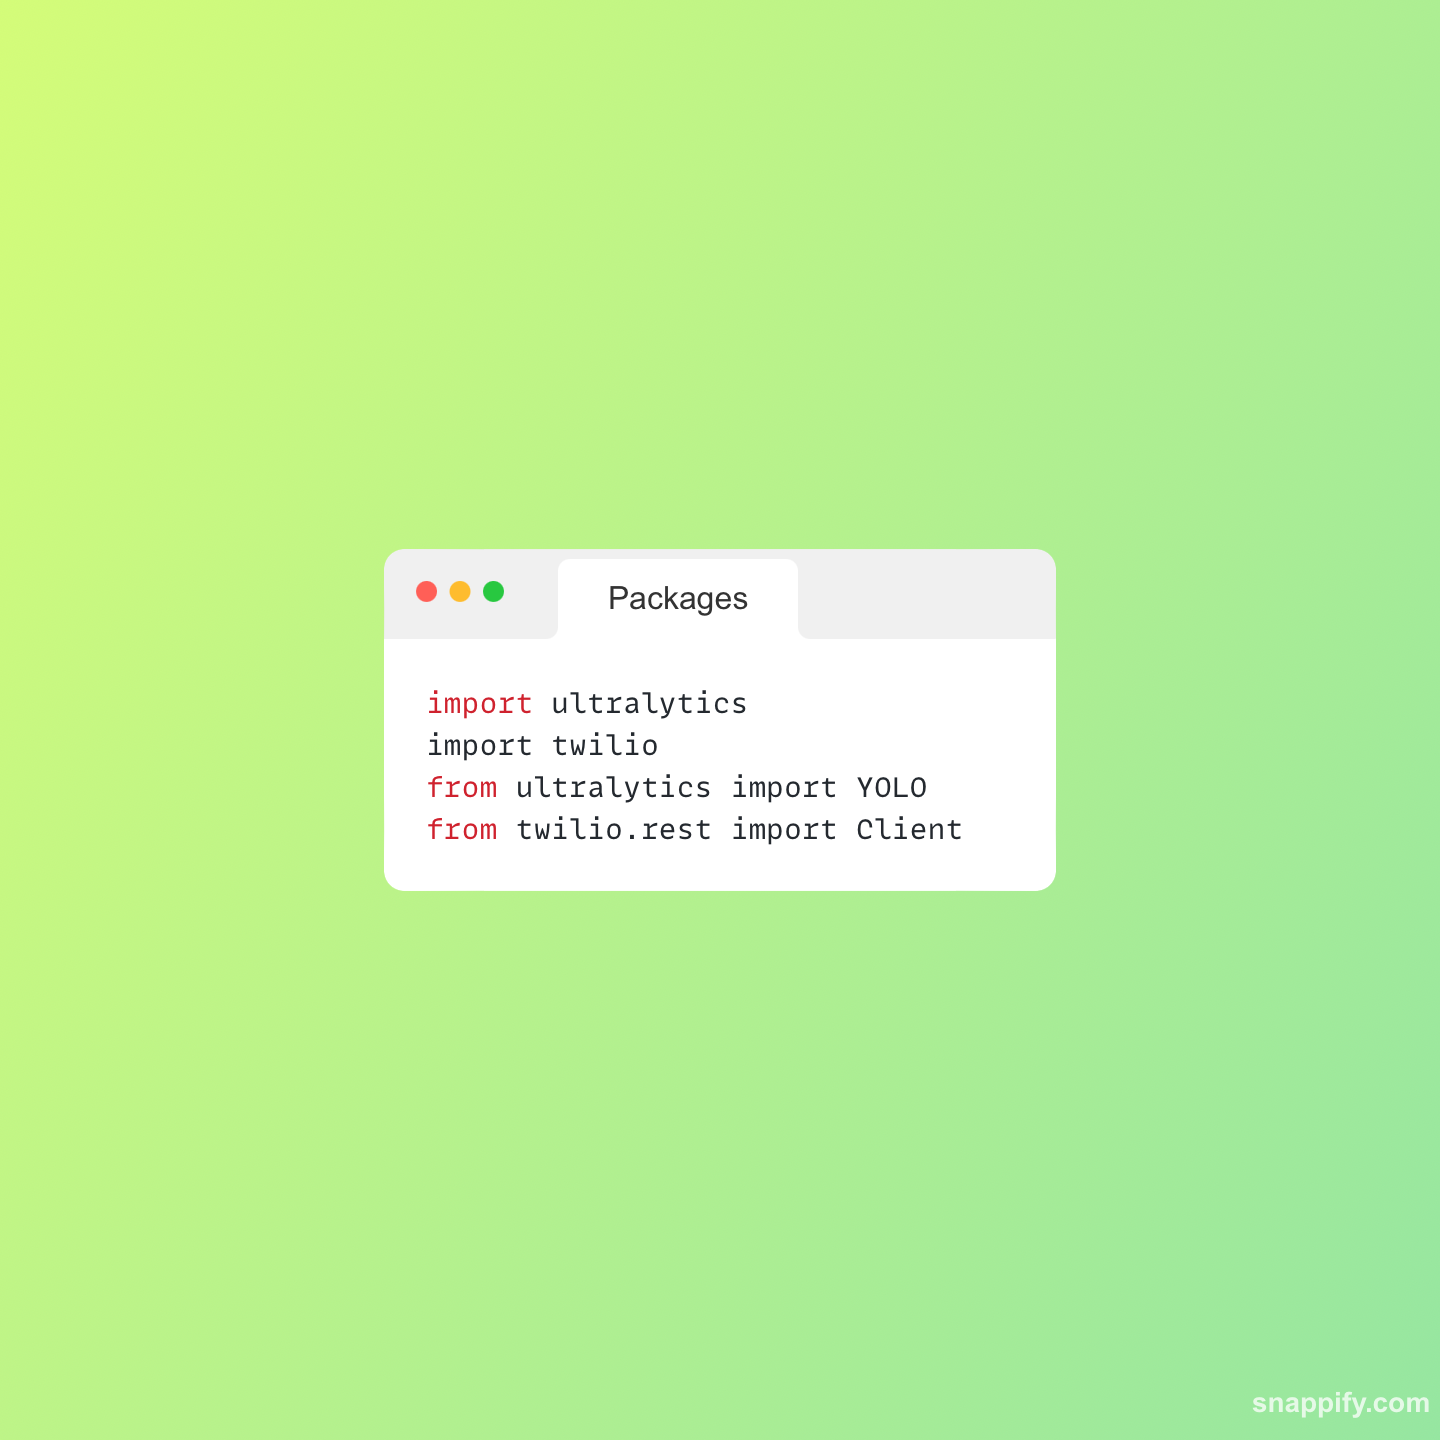 Packages
import ultralytics
import twilio
from ultralytics import YOLO
from twilio.rest import Client
snappify.com